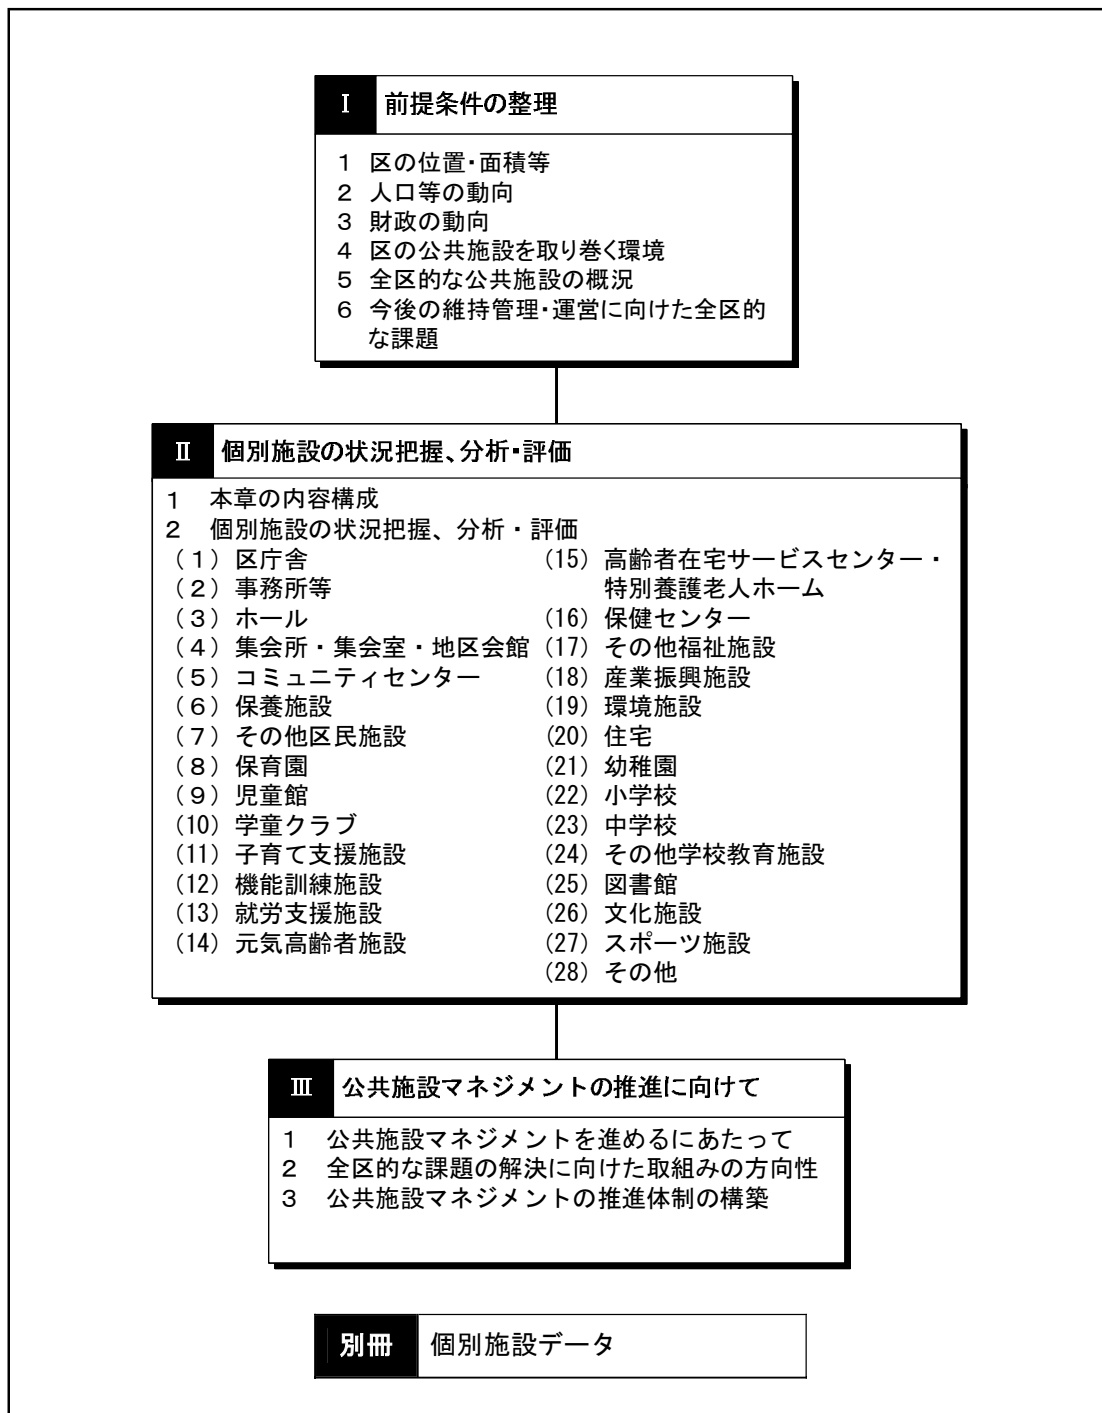 Ⅰ 前提条件の整理
1 区の位置・面積等
2 人口等の動向
3 財政の動向
4 区の公共施設を取り巻く環境
5 全区的な公共施設の概況
6 今後の維持管理・運営に向けた全区的
な課題
Ⅱ 個別施設の状況把握、分析・評価
1 本章の内容構成
2 個別施設の状況把握、分析・評価
(1) 区庁舎
(2) 事務所等
(3) ホール
(4) 集会所・集会室・地区会館
(5) コミュニティセンター
(6) 保養施設
(7) その他区民施設
(8) 保育園
(9) 児童館
(10) 学童クラブ
(11) 子育て支援施設
(12) 機能訓練施設
(13) 就労支援施設
(14) 元気高齢者施設
(15) 高齢者在宅サービスセンター・
特別養護老人ホーム
(16) 保健センター
(17) その他福祉施設
(18) 産業振興施設
(19) 環境施設
(20) 住宅
(21) 幼稚園
(22) 小学校
(23) 中学校
(24) その他学校教育施設
(25) 図書館
(26) 文化施設
(27) スポーツ施設
(28) その他
Ⅲ 公共施設マネジメントの推進に向けて
1 公共施設マネジメントを進めるにあたって
2 全区的な課題の解決に向けた取組みの方向性
3 公共施設マネジメントの推進体制の構築
別冊 個別施設データ